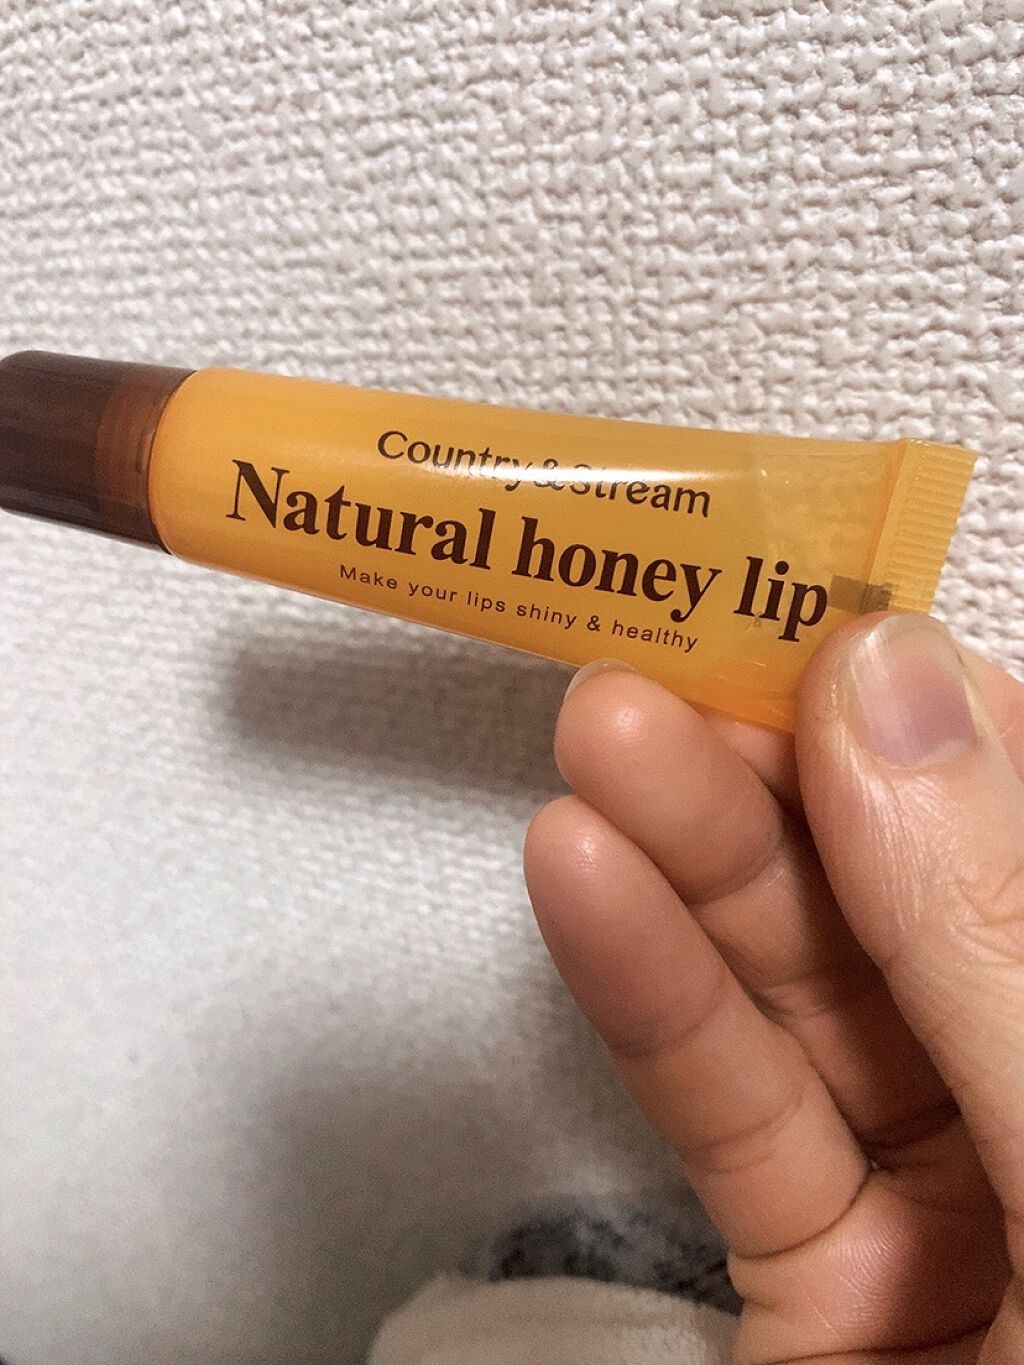 Country & Stream
Natural honey lip
Make your lips shiny & healthy